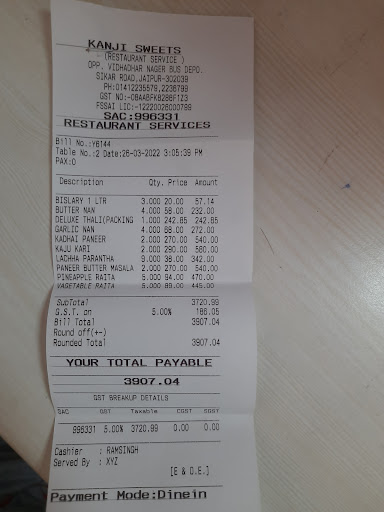 KANJI SWEETS
(RESTAURANT SERVICE )
OPP. VIDHADHAR NAGER BUS DEPO.
SIKAR ROAD,JAIPUR-302039
PH:01412235579,2236799
GST NO:-08AABFK8286F1Z3
FSSAI LIC:-12220026000799
SAC:996331
RESTAURANT SERVICES
Bill No.:Y6144
Table No.:2 Date:26-03-2022 3:05:39 PM
PAX:0
Description Qty. Price Amount
BISLARY 1 LTR 3.000 20.00 57.14
BUTTER NAN 4.000 58.00 232.00
DELUXE THALI(PACKING 1.000 242.85 242.85
GARLIC NAN 4.000 68.00 272.00
KADHAI PANEER 2.000 270.00 540.00
KAJU KARI 2.000 290.00 580.00
LACHHA PARANTHA 9.000 38.00 342.00
PANEER BUTTER MASALA 2.000 270.00 540.00
PINEAPPLE RAITA 5.000 94.00 470.00
VAGETABLE RAITA 5.000 89.00 445.00
SubTotal 3720.99
G.S.T. on 5.00% 186.05
Bill Total 3907.04
Round off(+-)
Rounded Total 3907.04
YOUR TOTAL PAYABLE
3907.04
GST BREAKUP DETAILS
SAC GST Taxable CGST SGST
996331 5.00% 3720.99 0.00 0.00
Cashier : RAMSINGH
Served By : XYZ
[E & O.E.]
Payment Mode:Dinein